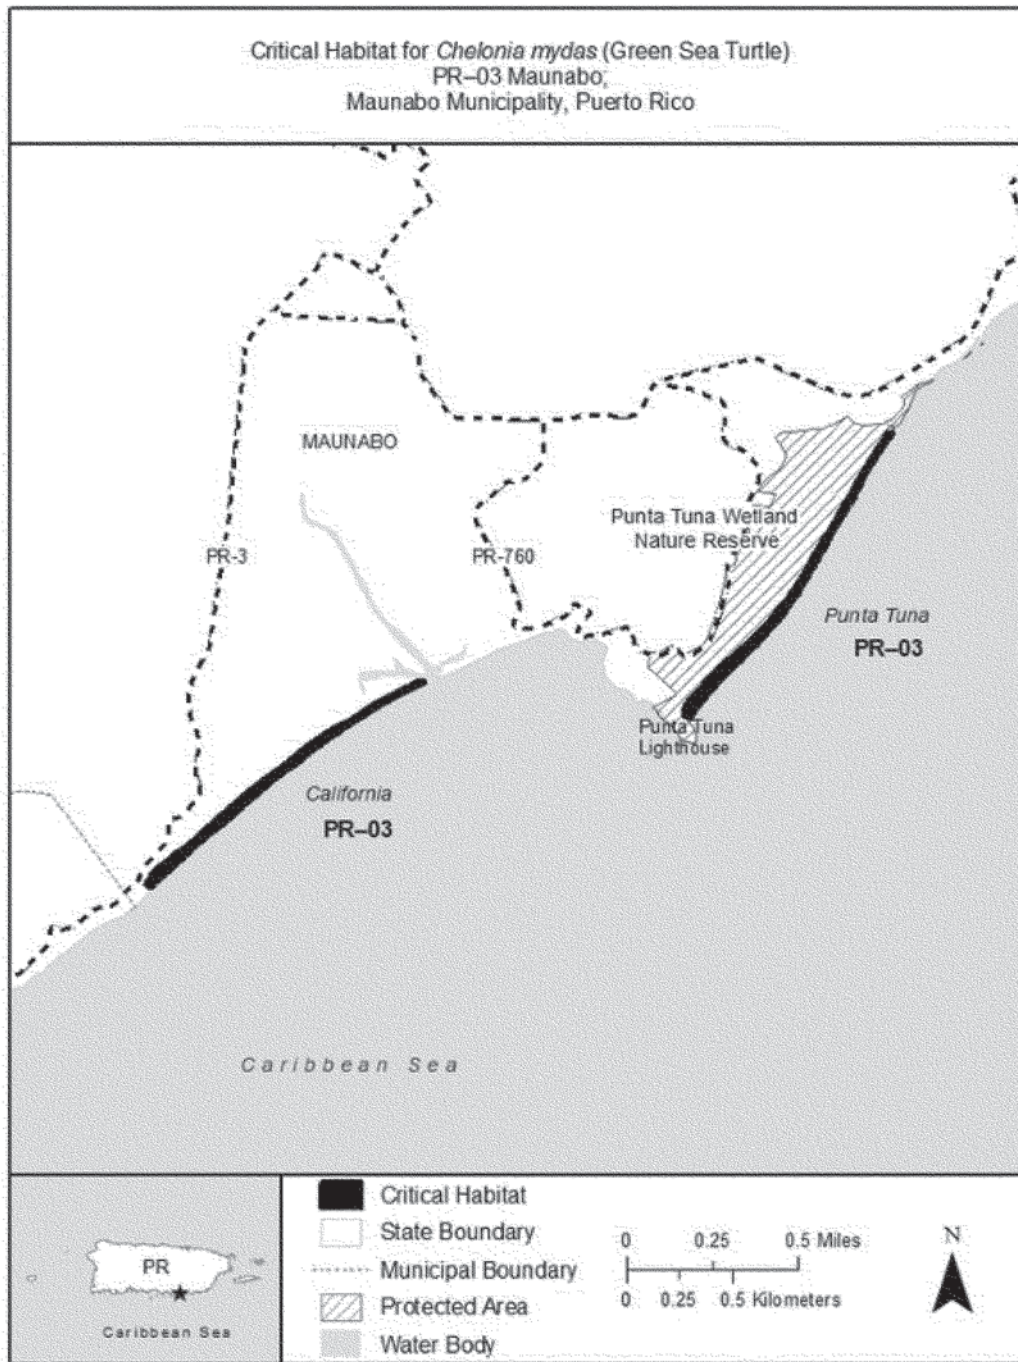 Critical Habitat for Chelonia mydas (Green Sea Turtle)
PR–03 Maunabo;
Maunabo Municipality, Puerto Rico
MAUNABO
Punta Tuna Wetland
Nature Reserve
PR-3
PR-760
Punta Tuna
PR–03
Punta Tuna
Lighthouse
California
PR–03
Caribbean Sea
PR
Caribbean Sea
Critical Habitat
State Boundary
Municipal Boundary
Protected Area
Water Body
0 0.25 0.5 Miles
0 0.25 0.5 Kilometers
N